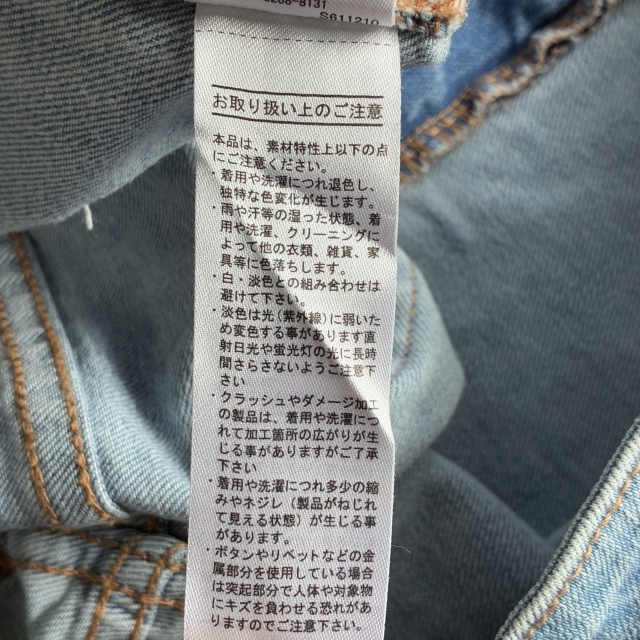 S611210
お取り扱い上のご注意
本品は、素材特性上以下の点
にご注意ください。
・着用や洗濯につれ退色し、
独特な色変化が生じます。
・雨や汗等の湿った状態、着
用や洗濯、クリーニングに
よって他の衣類、雑貨、家
具等に色落ちします。
・白・淡色との組み合わせは
避けて下さい。
・淡色は光(紫外線)に弱いた
め変色する事があります直
射日光や蛍光灯の光に長時
間さらさないようご注意下
さい
・クラッシュやダメージ加工
の製品は、着用や洗濯につ
れて加工箇所の広がりが生
じる事がありますがご了承
下さい
・着用や洗濯につれ多少の縮
みやネジレ(製品がねじれ
て見える状態)が生じる事
があります。
・ボタンやリベットなどの金
属部分を使用している場合
は突起部分で人体や対象物
にキズを負わせる恐れがあ
りますのでご注意下さい。